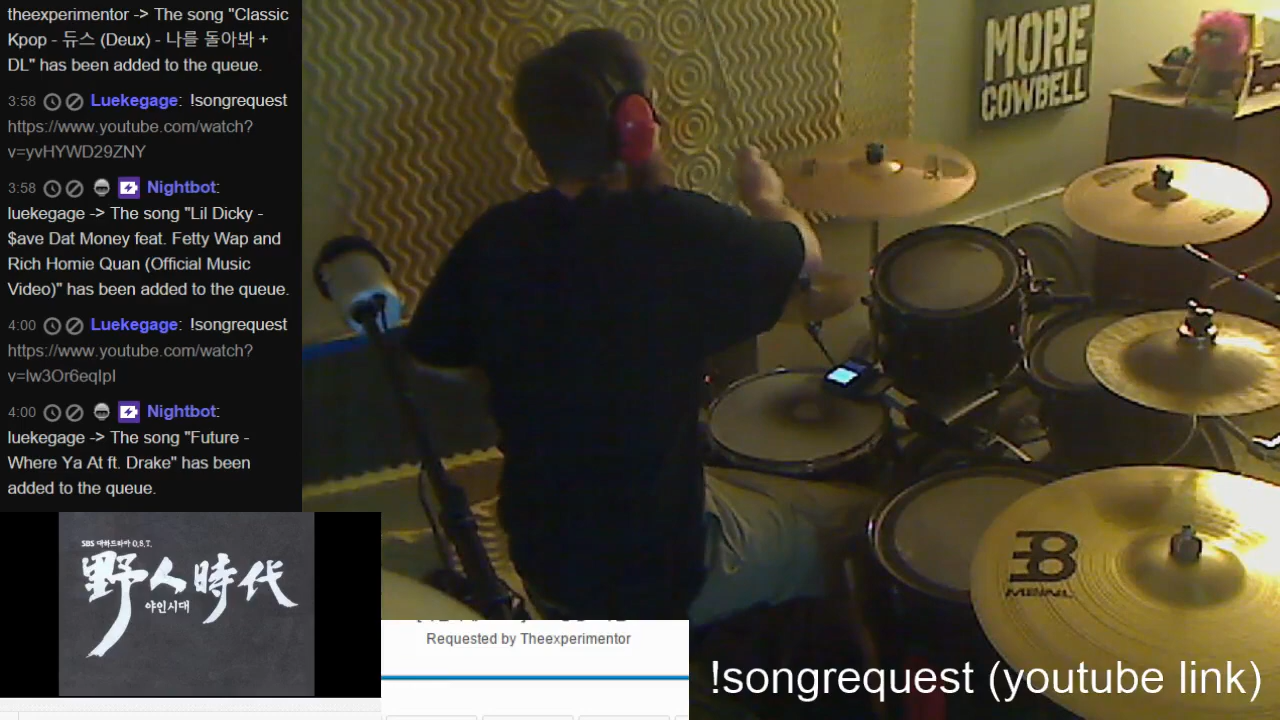 theexperimentor -> The song "Classic
Kpop - 듀스 (Deux) - 나를 돌아봐 +
DL" has been added to the queue.
3:58 Luekegage: !songrequest
https://www.youtube.com/watch?
v=yvHYWD29ZNY
3:58 Nightbot:
luekegage -> The song "Lil Dicky -
$ave Dat Money feat. Fetty Wap and
Rich Homie Quan (Official Music
Video)" has been added to the queue.
4:00 Luekegage: !songrequest
https://www.youtube.com/watch?
v=lw3Or6eqIpI
4:00 Nightbot:
luekegage -> The song "Future -
Where Ya At ft. Drake" has been
added to the queue.
SBS 대하드라마 O.S.T.
野人時代
야인시대
Requested by Theexperimentor
!songrequest (youtube link)
MORE
COWBELL
MEINL